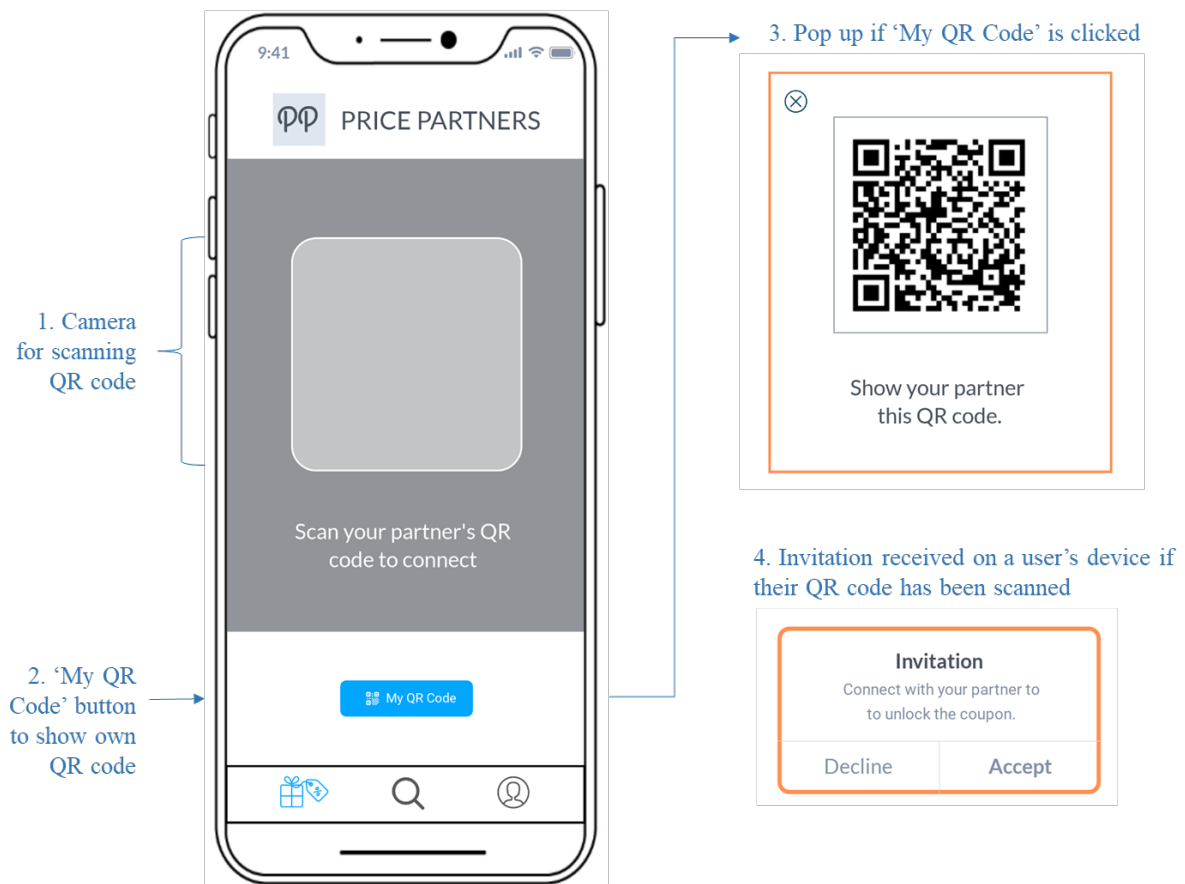 9:41
PP PRICE PARTNERS
Scan your partner's QR
code to connect
My QR Code
1. Camera
for scanning
QR code
2. ‘My QR
Code’ button
to show own
QR code
3. Pop up if ‘My QR Code’ is clicked
Show your partner
this QR code.
4. Invitation received on a user’s device if
their QR code has been scanned
Invitation
Connect with your partner to
to unlock the coupon.
Decline Accept